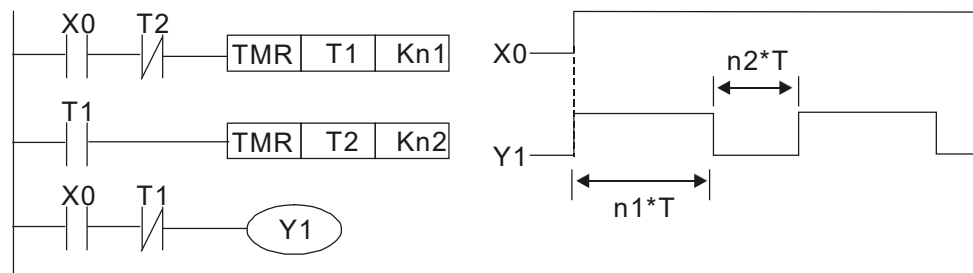 X0 T2
TMR T1 Kn1
T1
TMR T2 Kn2
X0 T1
Y1
X0
n2*T
Y1
n1*T